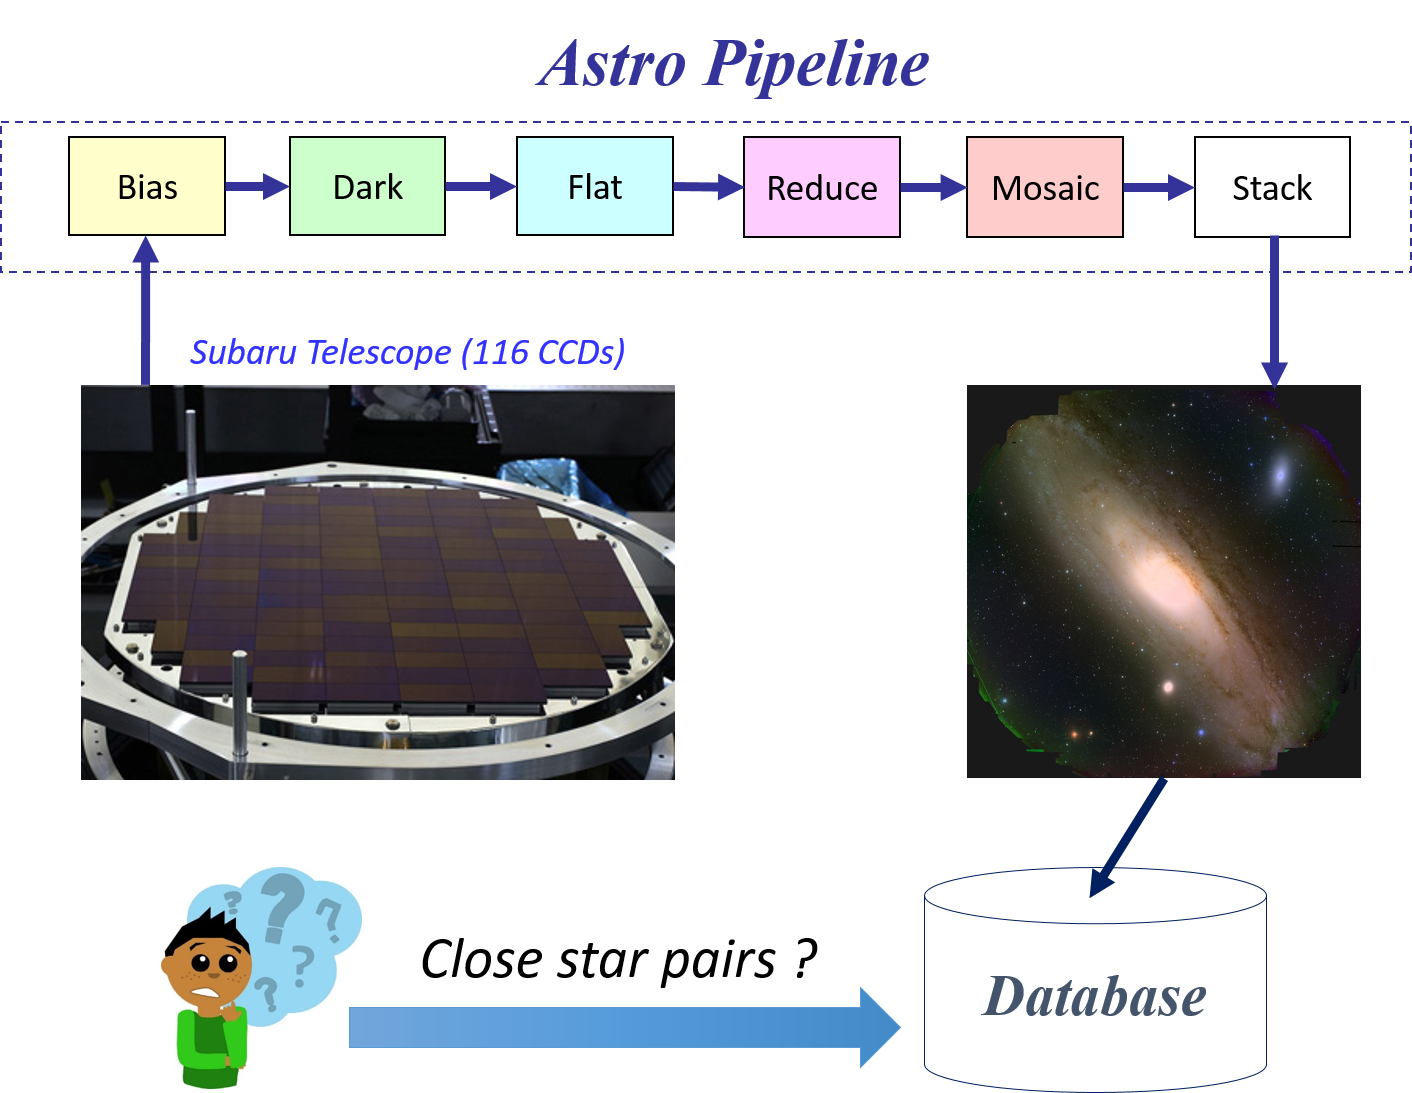 Astro Pipeline
Bias
Dark
Flat
Reduce
Mosaic
Stack
Subaru Telescope (116 CCDs)
? ? ? ? ?
Close star pairs ?
Database